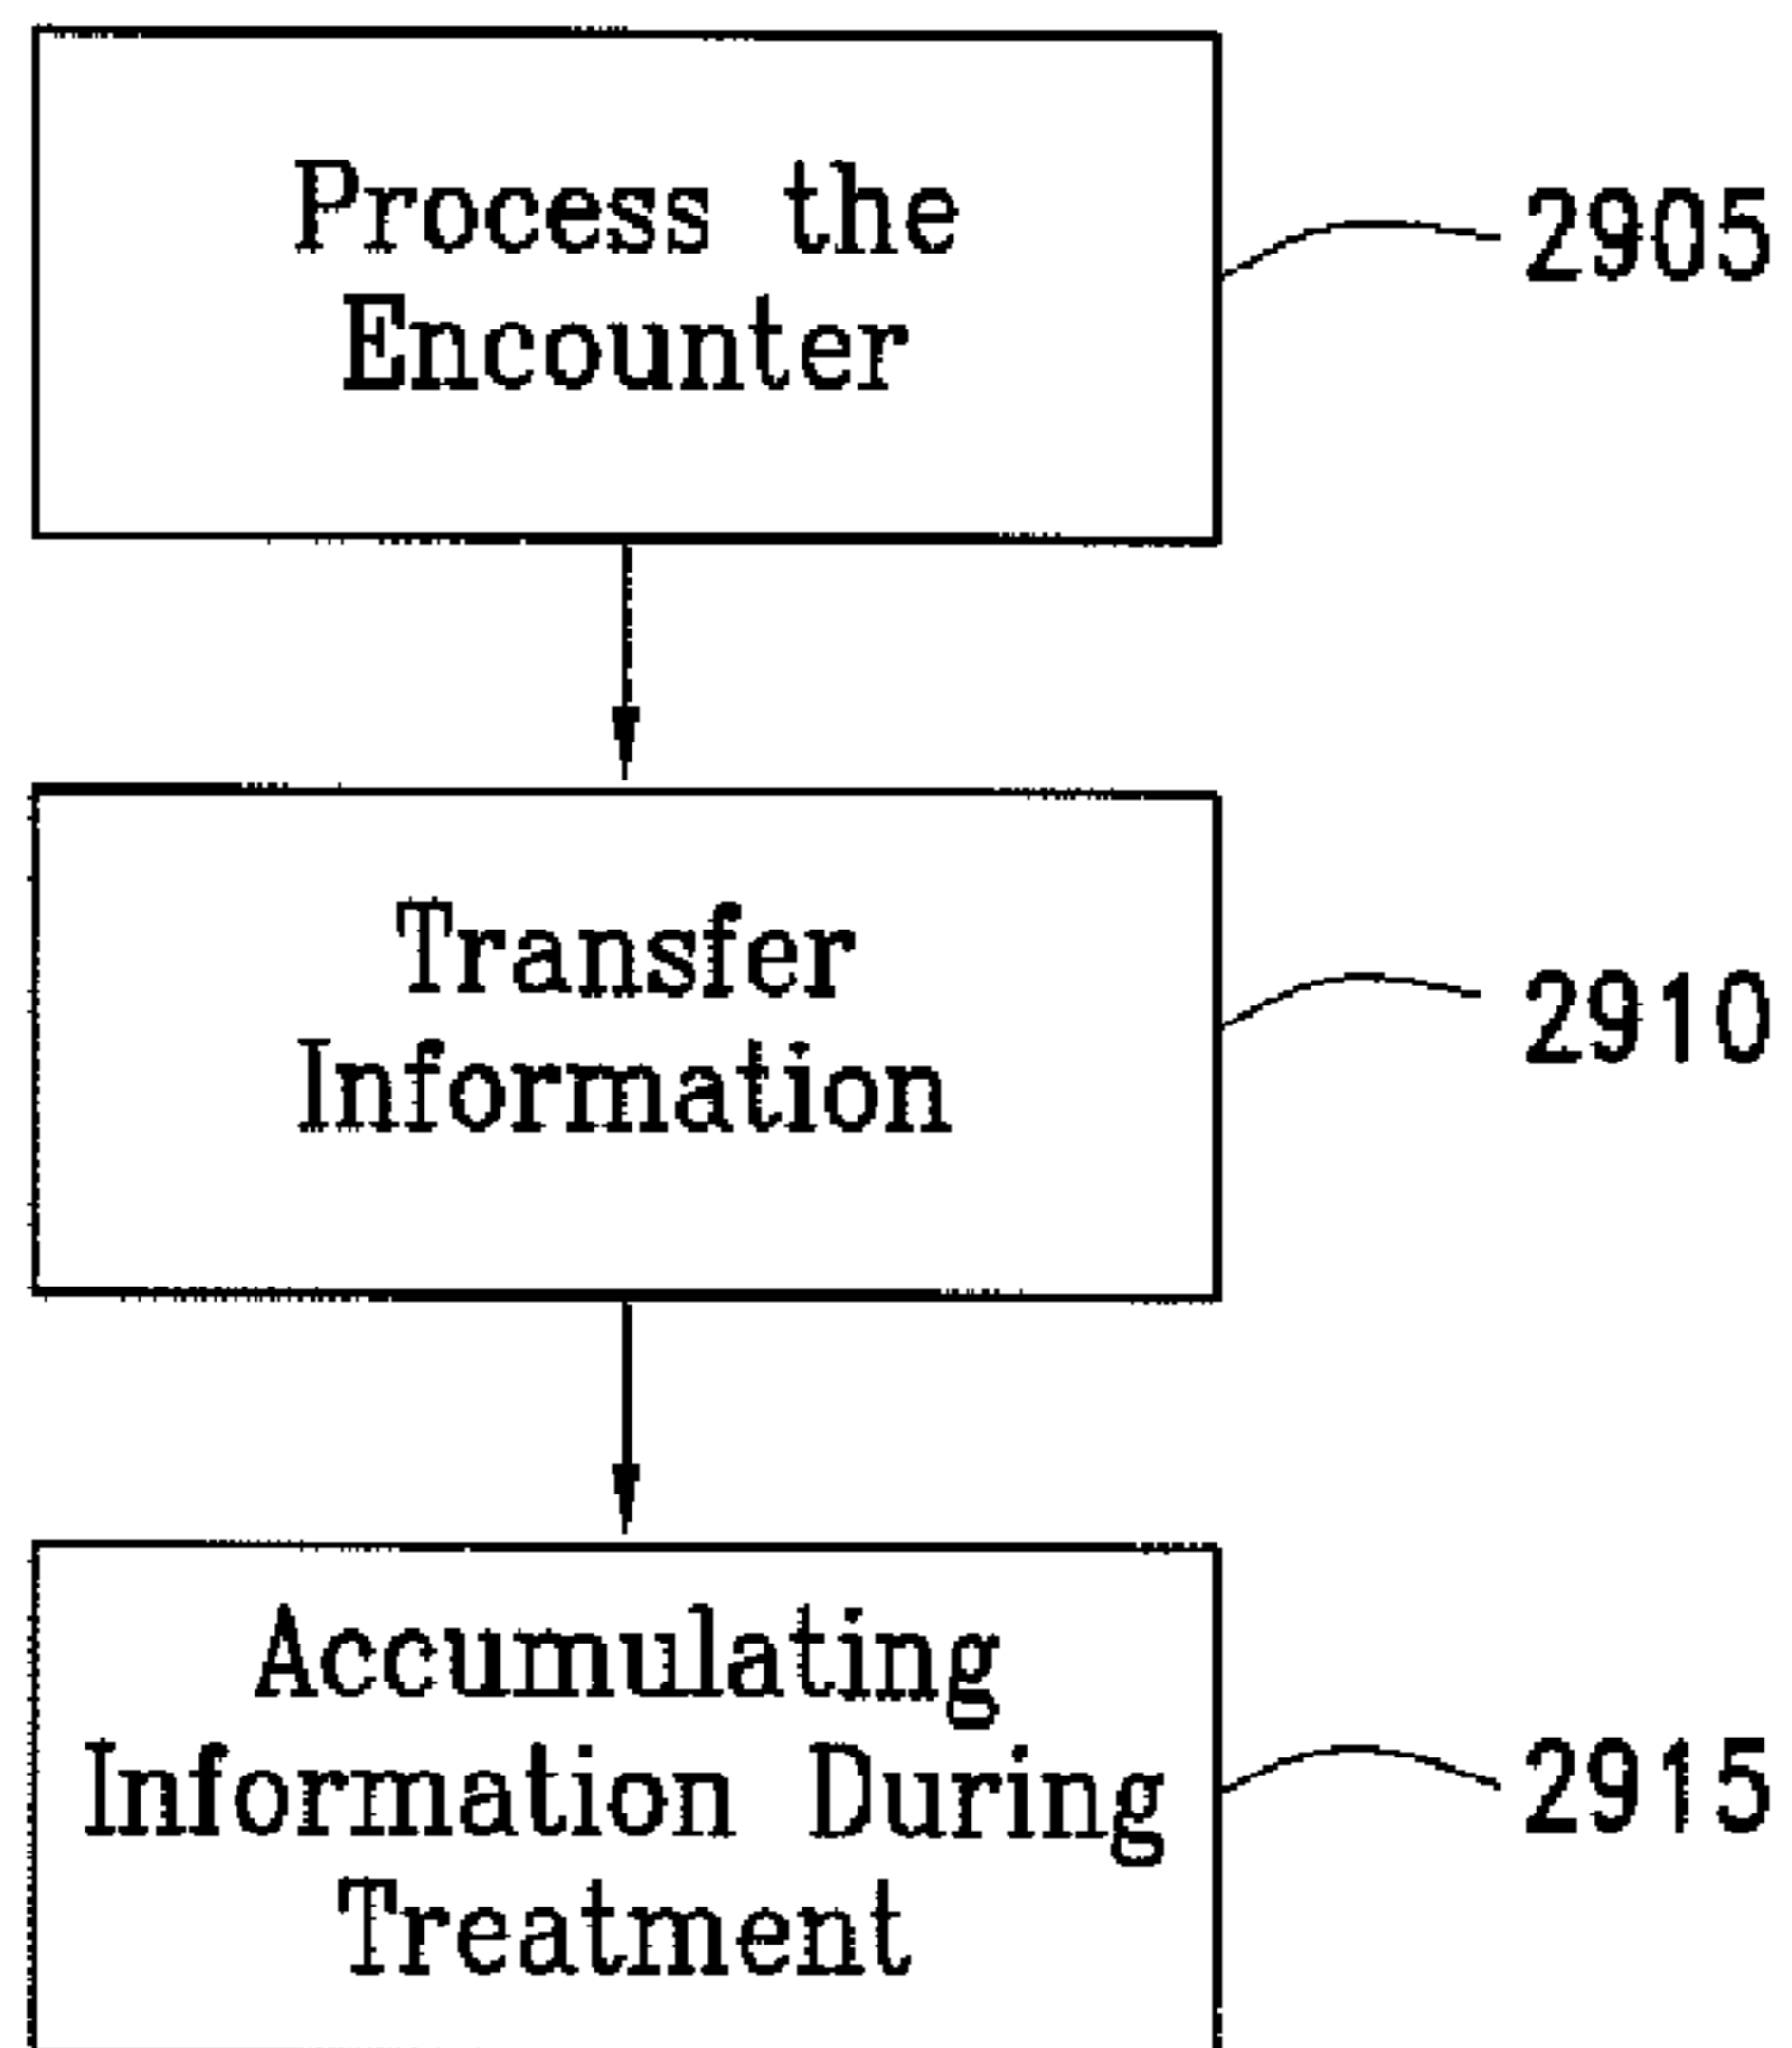 Process the
Encounter
2905
Transfer
Information
2910
Accumulating
Information During
Treatment
2915